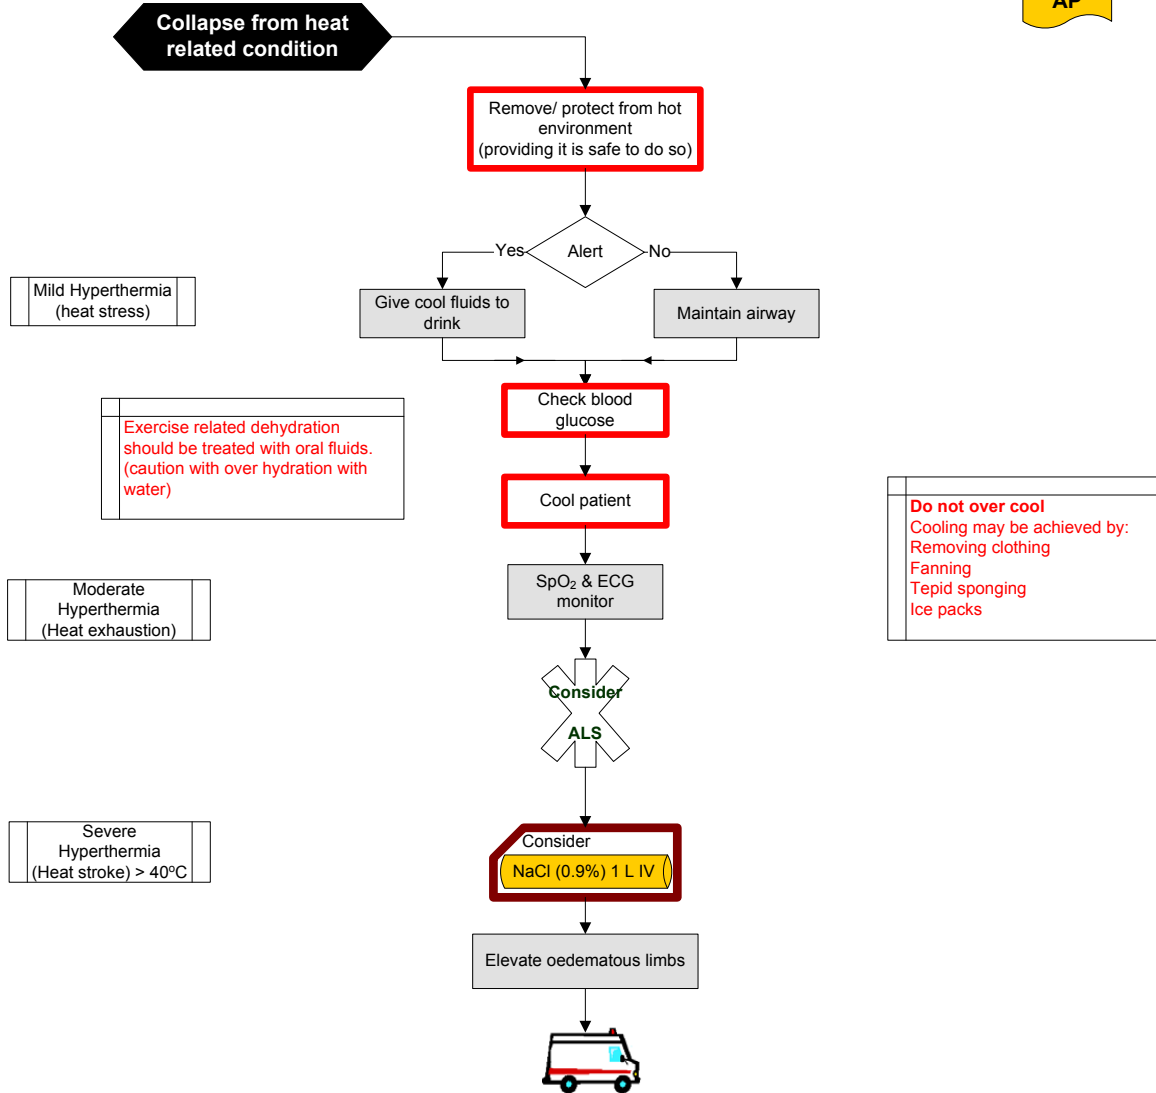 AP
Collapse from heat
related condition
Remove/ protect from hot
environment
(providing it is safe to do so)
Yes
Alert
No
Mild Hyperthermia
(heat stress)
Give cool fluids to
drink
Maintain airway
Check blood
glucose
Exercise related dehydration
should be treated with oral fluids.
(caution with over hydration with
water)
Cool patient
Do not over cool
Cooling may be achieved by:
Removing clothing
Fanning
Tepid sponging
Ice packs
Moderate
Hyperthermia
(Heat exhaustion)
SpO₂ & ECG
monitor
Consider
ALS
Severe
Hyperthermia
(Heat stroke) > 40ºC
Consider
NaCl (0.9%) 1 L IV
Elevate oedematous limbs